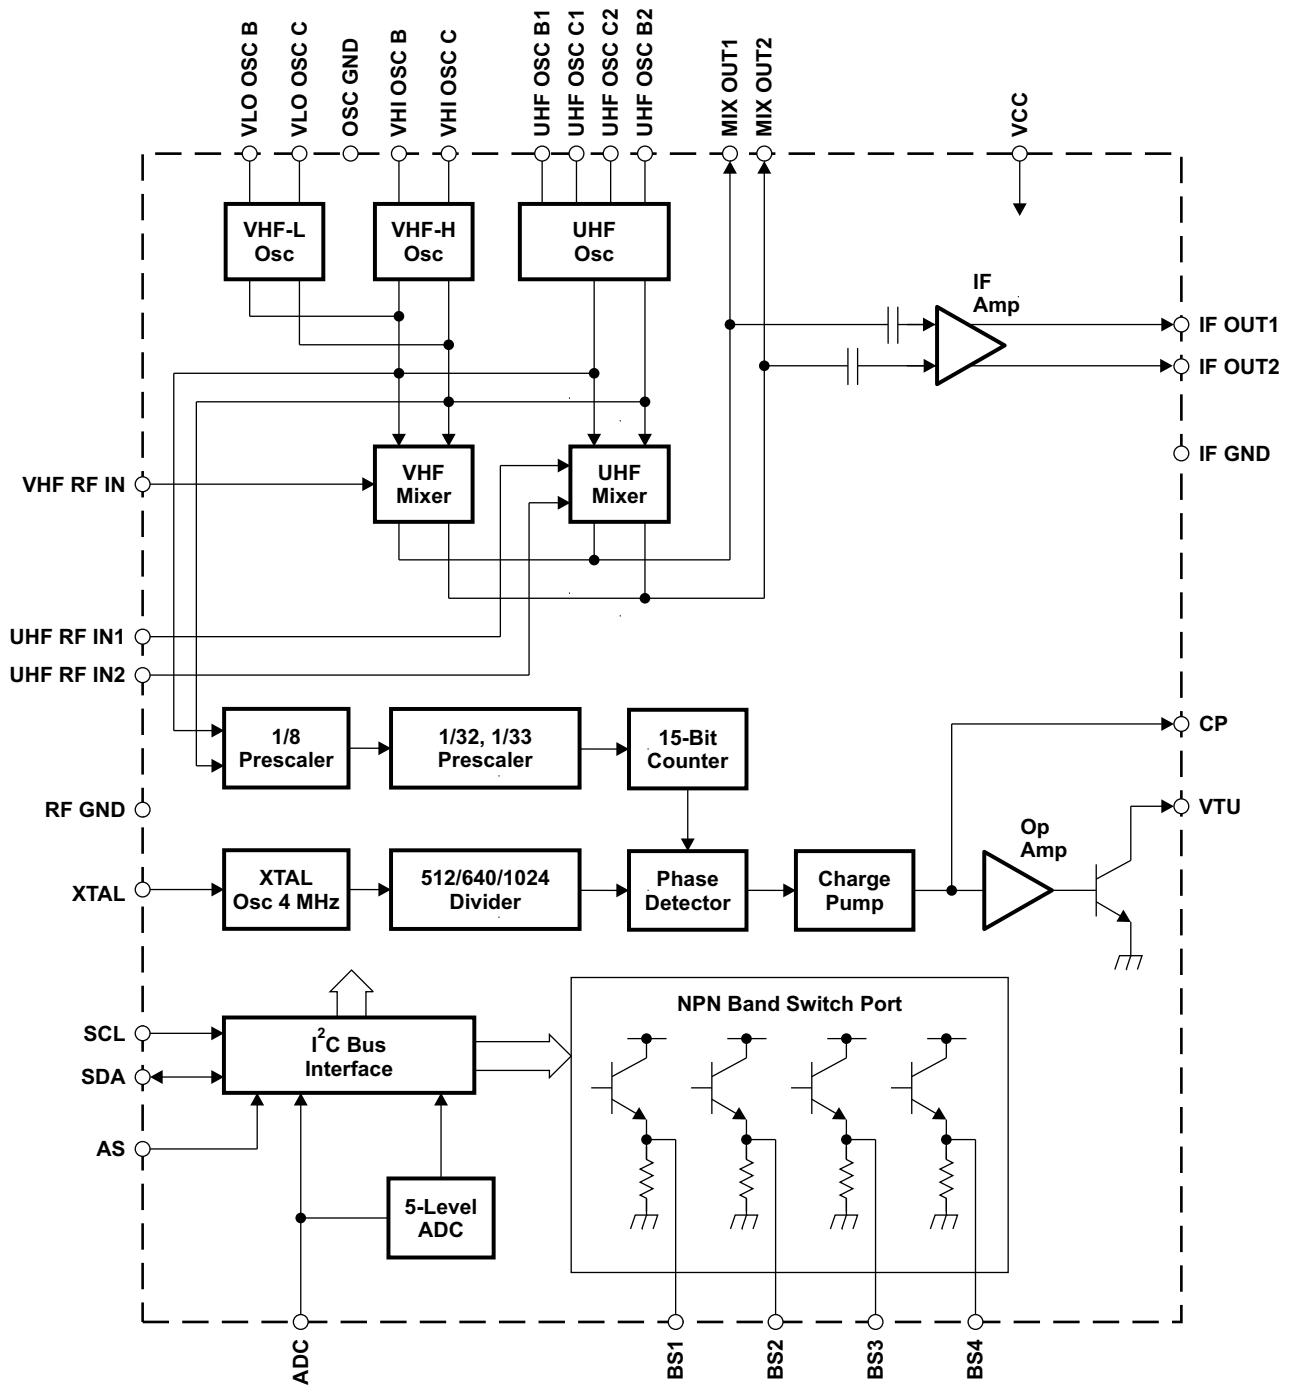 VLO OSC B
VLO OSC C
OSC GND
VHI OSC B
VHI OSC C
UHF OSC B1
UHF OSC C1
UHF OSC C2
UHF OSC B2
MIX OUT1
MIX OUT2
VCC
VHF-L
Osc
VHF-H
Osc
UHF
Osc
IF
Amp
IF OUT1
IF OUT2
IF GND
VHF RF IN
VHF
Mixer
UHF
Mixer
UHF RF IN1
UHF RF IN2
1/8
Prescaler
1/32, 1/33
Prescaler
15-Bit
Counter
CP
RF GND
VTU
Op
Amp
XTAL
XTAL
Osc 4 MHz
512/640/1024
Divider
Phase
Detector
Charge
Pump
NPN Band Switch Port
SCL
SDA
I2C Bus
Interface
AS
5-Level
ADC
ADC
BS1
BS2
BS3
BS4